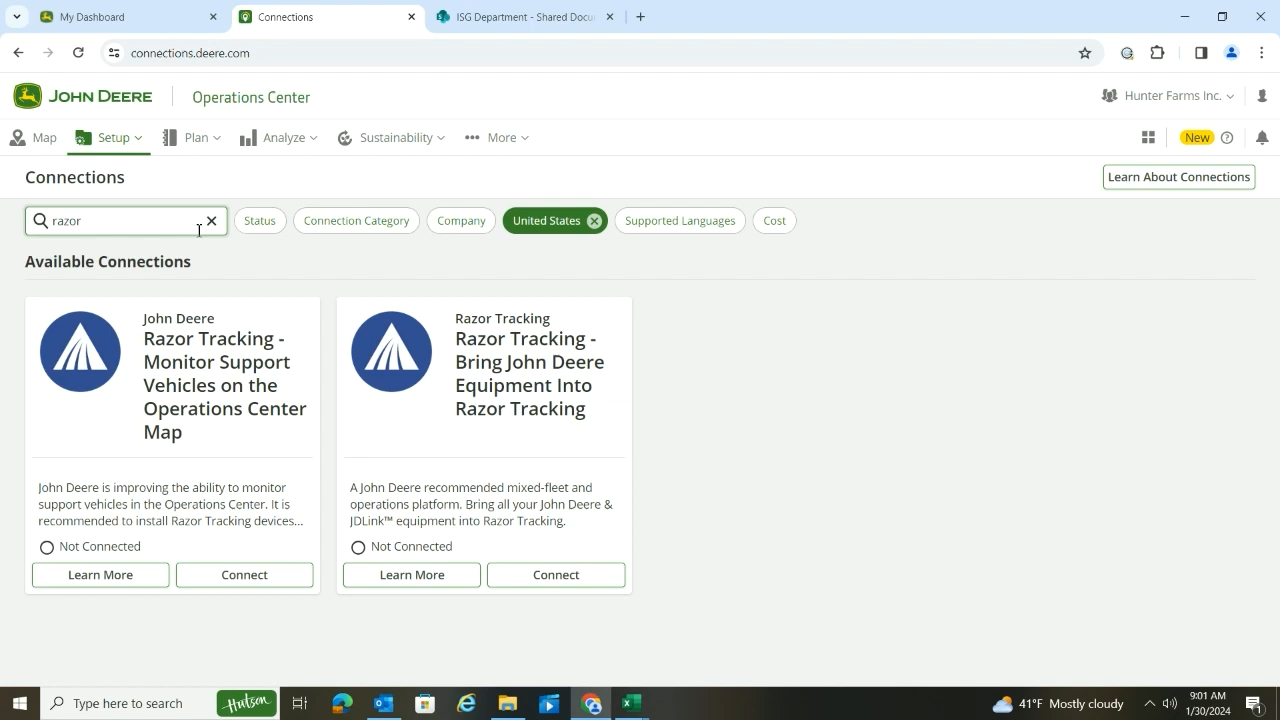 My Dashboard
Connections
ISG Department - Shared Docu
connections.deere.com
JOHN DEERE
Operations Center
Hunter Farms Inc.
Map
Setup
Plan
Analyze
Sustainability
More
New
Connections
Learn About Connections
razor
Status
Connection Category
Company
United States
Supported Languages
Cost
Available Connections
John Deere
Razor Tracking -
Monitor Support
Vehicles on the
Operations Center
Map
John Deere is improving the ability to monitor
support vehicles in the Operations Center. It is
recommended to install Razor Tracking devices...
Not Connected
Learn More
Connect
Razor Tracking
Razor Tracking -
Bring John Deere
Equipment Into
Razor Tracking
A John Deere recommended mixed-fleet and
operations platform. Bring all your John Deere &
JDLink™ equipment into Razor Tracking.
Not Connected
Learn More
Connect
Type here to search
Hutson
41°F Mostly cloudy
9:01 AM
1/30/2024
1